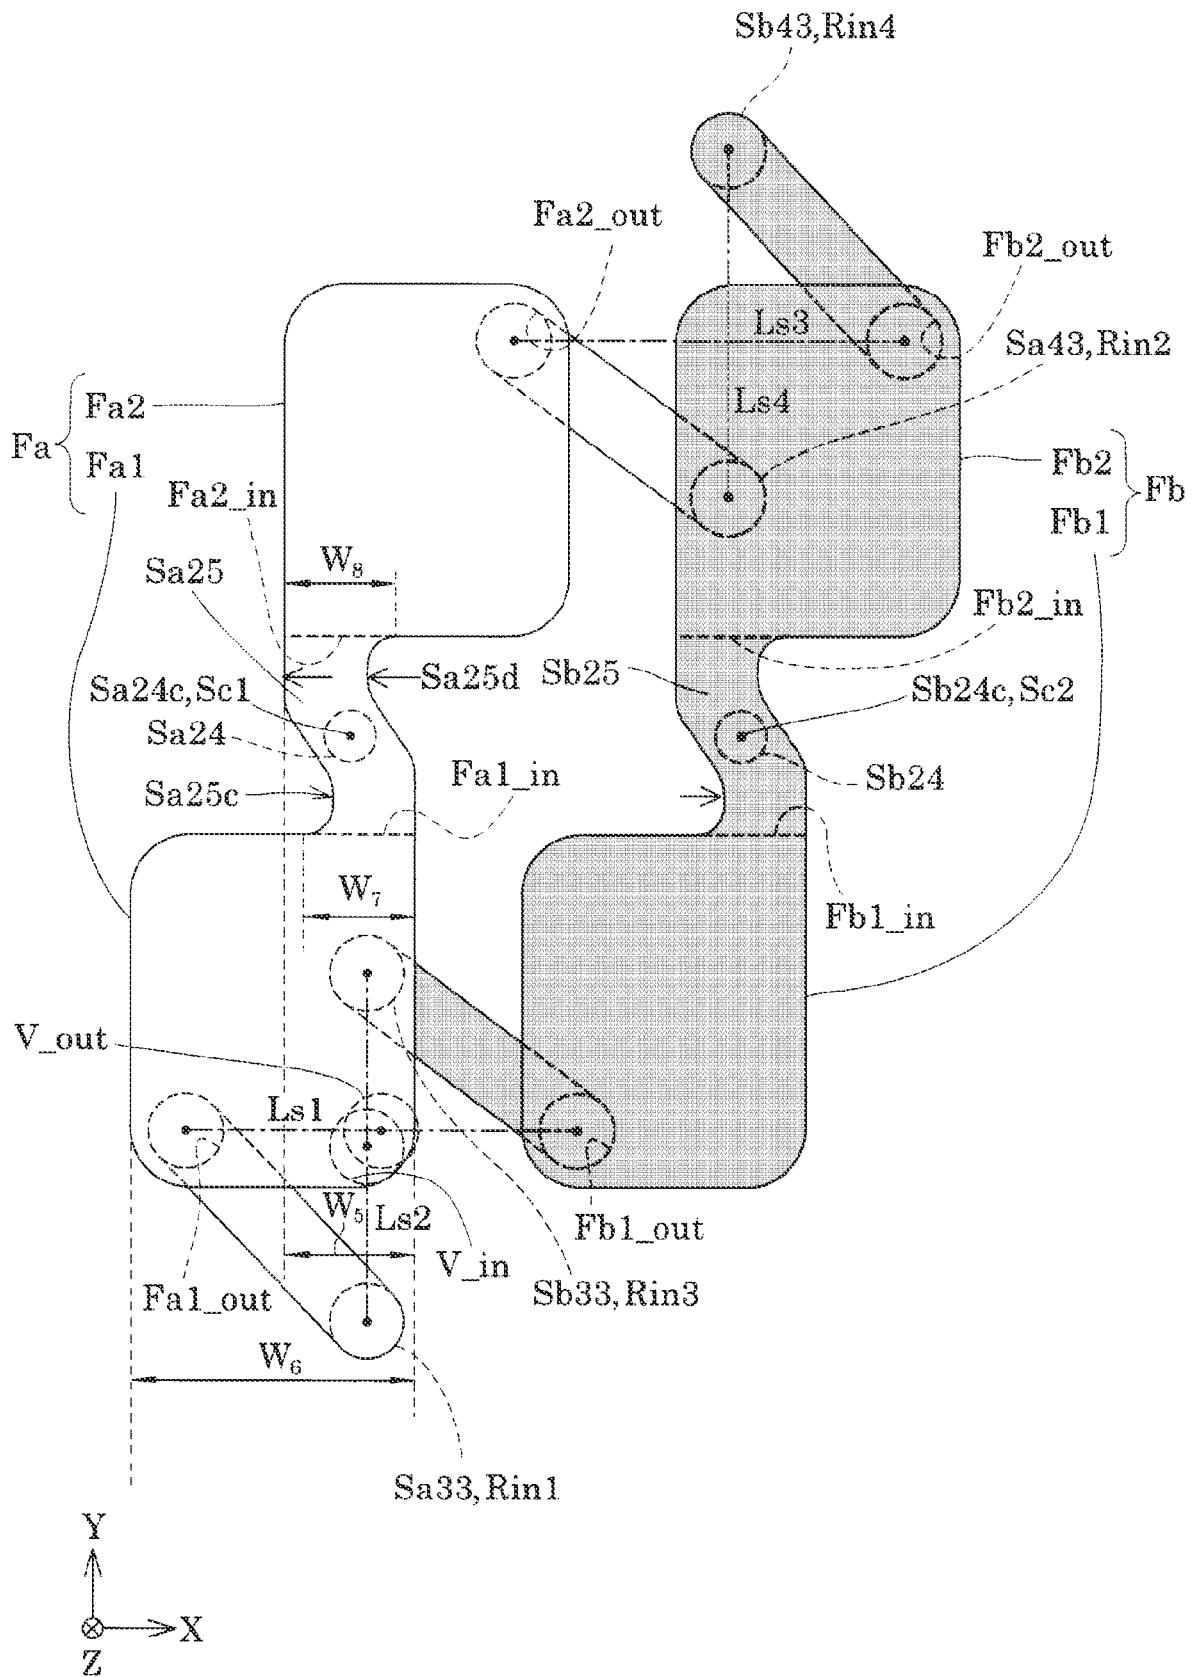 Sb43,Rin4
Fa2_out
Fb2_out
Ls3
Sa43,Rin2
Fa2
Fa
Fa1
Ls4
Fb2
Fb
Fb1
Fa2_in
W8
Sa25
Fb2_in
Sa24c,Sc1
Sa25d
Sb25
Sb24c,Sc2
Sa24
Sb24
Sa25c
Fa1_in
W7
Fb1_in
V_out
Ls1
W5
Ls2
Fb1_out
V_in
Fa1_out
Sb33,Rin3
W6
Sa33,Rin1
Y
X
Z